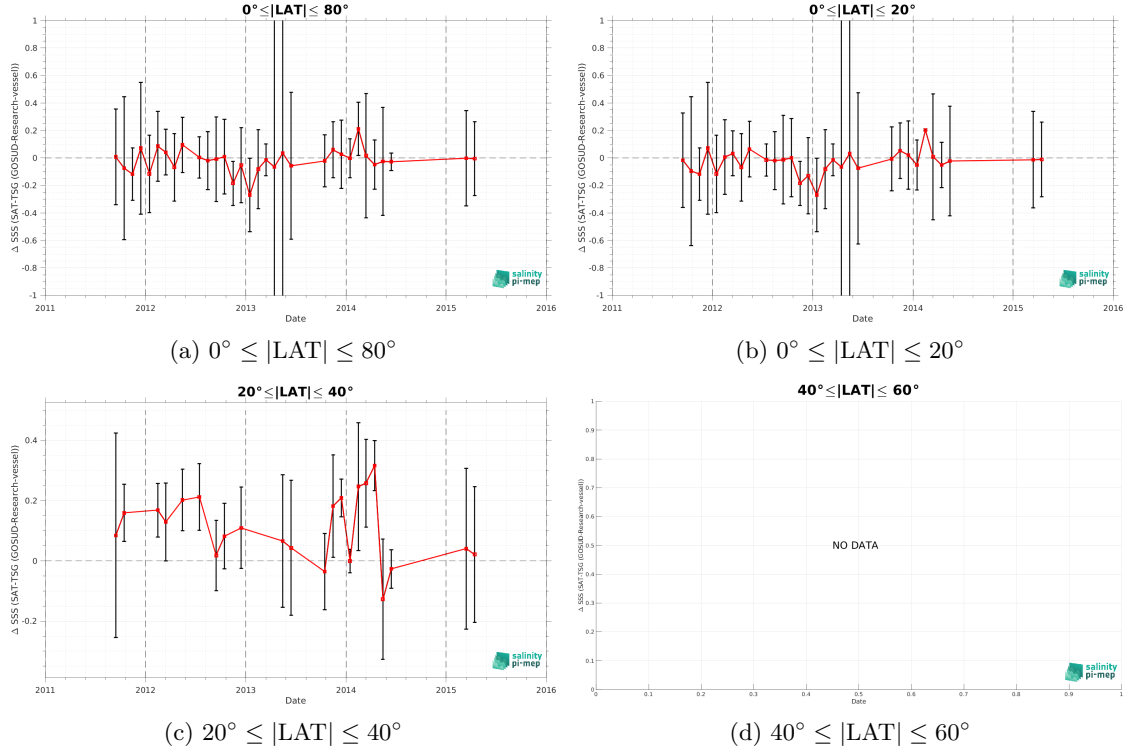 0°≤|LAT|≤ 80°
Δ SSS (SAT-TSG (GOSUD-Research-vessel))
1
0.8
0.6
0.4
0.2
0
-0.2
-0.4
-0.6
-0.8
-1
2011 2012 2013 2014 2015 2016
Date
salinity
pi-mep
(a) 0° ≤ |LAT| ≤ 80°
0°≤|LAT|≤ 20°
Δ SSS (SAT-TSG (GOSUD-Research-vessel))
1
0.8
0.6
0.4
0.2
0
-0.2
-0.4
-0.6
-0.8
-1
2011 2012 2013 2014 2015 2016
Date
salinity
pi-mep
(b) 0° ≤ |LAT| ≤ 20°
20°≤|LAT|≤ 40°
Δ SSS (SAT-TSG (GOSUD-Research-vessel))
0.4
0.2
0
-0.2
2011 2012 2013 2014 2015 2016
Date
salinity
pi-mep
(c) 20° ≤ |LAT| ≤ 40°
40°≤|LAT|≤ 60°
Δ SSS (SAT-TSG (GOSUD-Research-vessel))
1
0.9
0.8
0.7
0.6
0.5
0.4
0.3
0.2
0.1
0
NO DATA
0 0.1 0.2 0.3 0.4 0.5 0.6 0.7 0.8 0.9 1
Date
salinity
pi-mep
(d) 40° ≤ |LAT| ≤ 60°